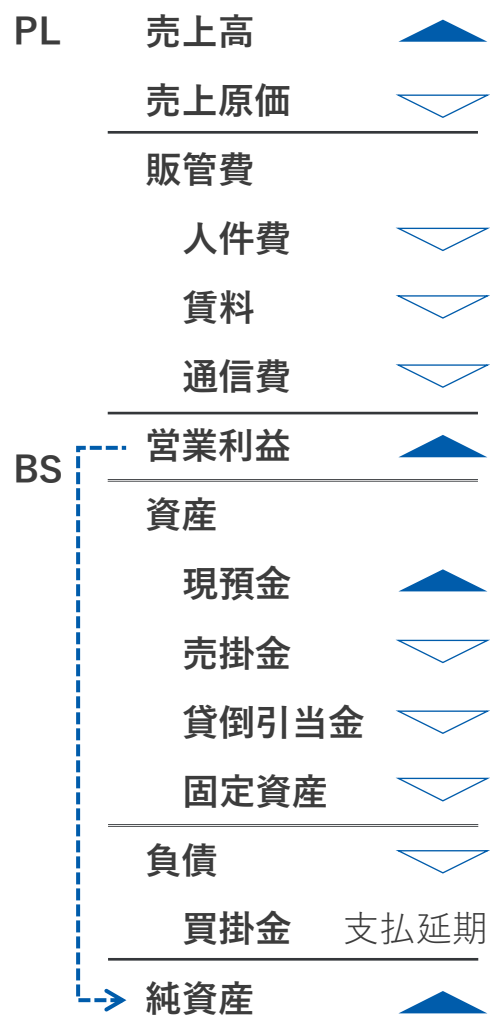 PL 売上高
売上原価
販管費
人件費
賃料
通信費
営業利益
BS
資産
現預金
売掛金
貸倒引当金
固定資産
負債
買掛金 支払延期
純資産